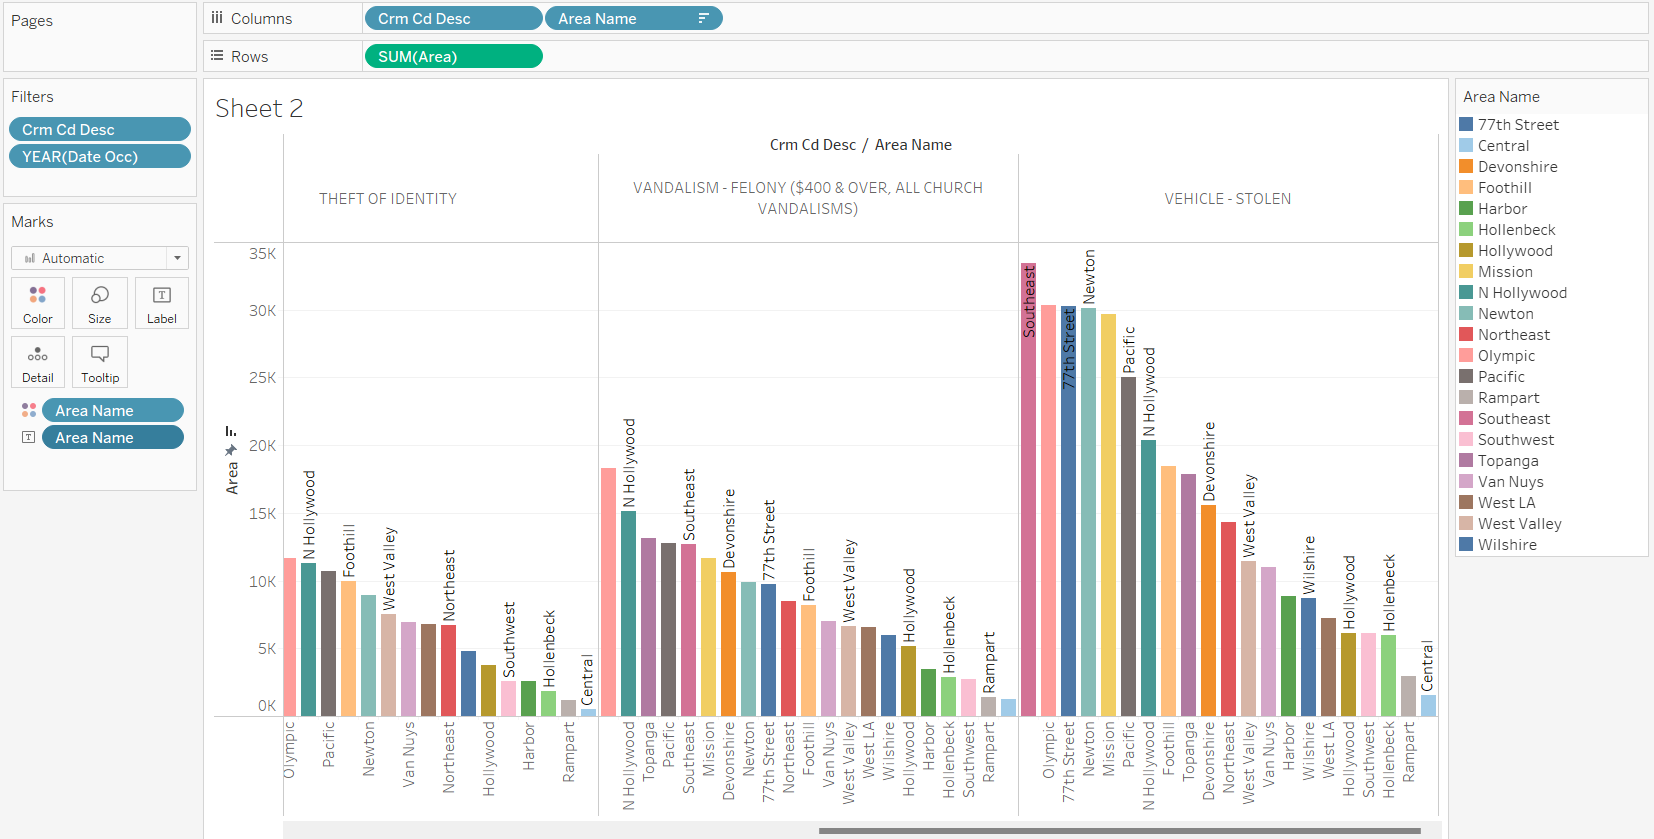 Pages
Columns
Crm Cd Desc
Area Name
Rows
SUM(Area)
Filters
Crm Cd Desc
YEAR(Date Occ)
Marks
Automatic
Color
Size
Label
Detail
Tooltip
Area Name
Area Name
Sheet 2
Crm Cd Desc / Area Name
THEFT OF IDENTITY
VANDALISM - FELONY ($400 & OVER, ALL CHURCH
VANDALISMS)
VEHICLE - STOLEN
Area
35K
30K
25K
20K
15K
10K
5K
0K
N Hollywood
Foothill
West Valley
Northeast
Southwest
Hollenbeck
Central
N Hollywood
Southeast
Devonshire
77th Street
Foothill
West Valley
Hollywood
Hollenbeck
Rampart
Southeast
77th Street
Newton
Pacific
N Hollywood
Devonshire
West Valley
Wilshire
Hollywood
Hollenbeck
Central
Olympic
Pacific
Newton
Van Nuys
Northeast
Hollywood
Harbor
Rampart
N Hollywood
Topanga
Pacific
Southeast
Mission
Devonshire
Newton
77th Street
Northeast
Foothill
Van Nuys
West Valley
West LA
Wilshire
Hollywood
Harbor
Hollenbeck
Southwest
Rampart
Olympic
77th Street
Newton
Mission
Pacific
N Hollywood
Foothill
Topanga
Devonshire
Northeast
West Valley
Van Nuys
Harbor
Wilshire
West LA
Hollywood
Southwest
Hollenbeck
Rampart
Area Name
77th Street
Central
Devonshire
Foothill
Harbor
Hollenbeck
Hollywood
Mission
N Hollywood
Newton
Northeast
Olympic
Pacific
Rampart
Southeast
Southwest
Topanga
Van Nuys
West LA
West Valley
Wilshire